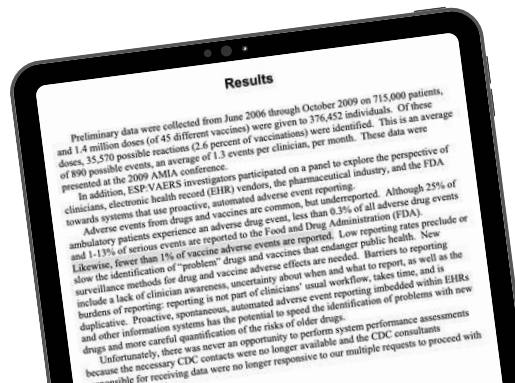 Results
Preliminary data were collected from June 2006 through October 2009 on 715,000 patients,
and 1.4 million doses (of 45 different vaccines) were given to 376,452 individuals. Of these
doses, 35,570 possible reactions (2.6 percent of vaccinations) were identified. This is an average
of 890 possible events, an average of 1.3 events per clinician, per month. These data were
presented at the 2009 AMIA conference.
In addition, ESP:VAERS investigators participated on a panel to explore the perspective of
clinicians, electronic health record (EHR) vendors, the pharmaceutical industry, and the FDA
towards systems that use proactive, automated adverse event reporting.
Adverse events from drugs and vaccines are common, but underreported. Although 25% of
ambulatory patients experience an adverse drug event, less than 0.3% of all adverse drug events
and 1-13% of serious events are reported to the Food and Drug Administration (FDA).
Likewise, fewer than 1% of vaccine adverse events are reported. Low reporting rates preclude or
slow the identification of “problem” drugs and vaccines that endanger public health. New
surveillance methods for drug and vaccine adverse effects are needed. Barriers to reporting
include a lack of clinician awareness, uncertainty about when and what to report, as well as the
burdens of reporting: reporting is not part of clinicians’ usual workflow, takes time, and is
duplicative. Proactive, spontaneous, automated adverse event reporting imbedded within EHRs
and other information systems has the potential to speed the identification of problems with new
drugs and more careful quantification of the risks of older drugs.
Unfortunately, there was never an opportunity to perform system performance assessments
because the necessary CDC contacts were no longer available and the CDC consultants
responsible for receiving data were no longer responsive to our multiple requests to proceed with